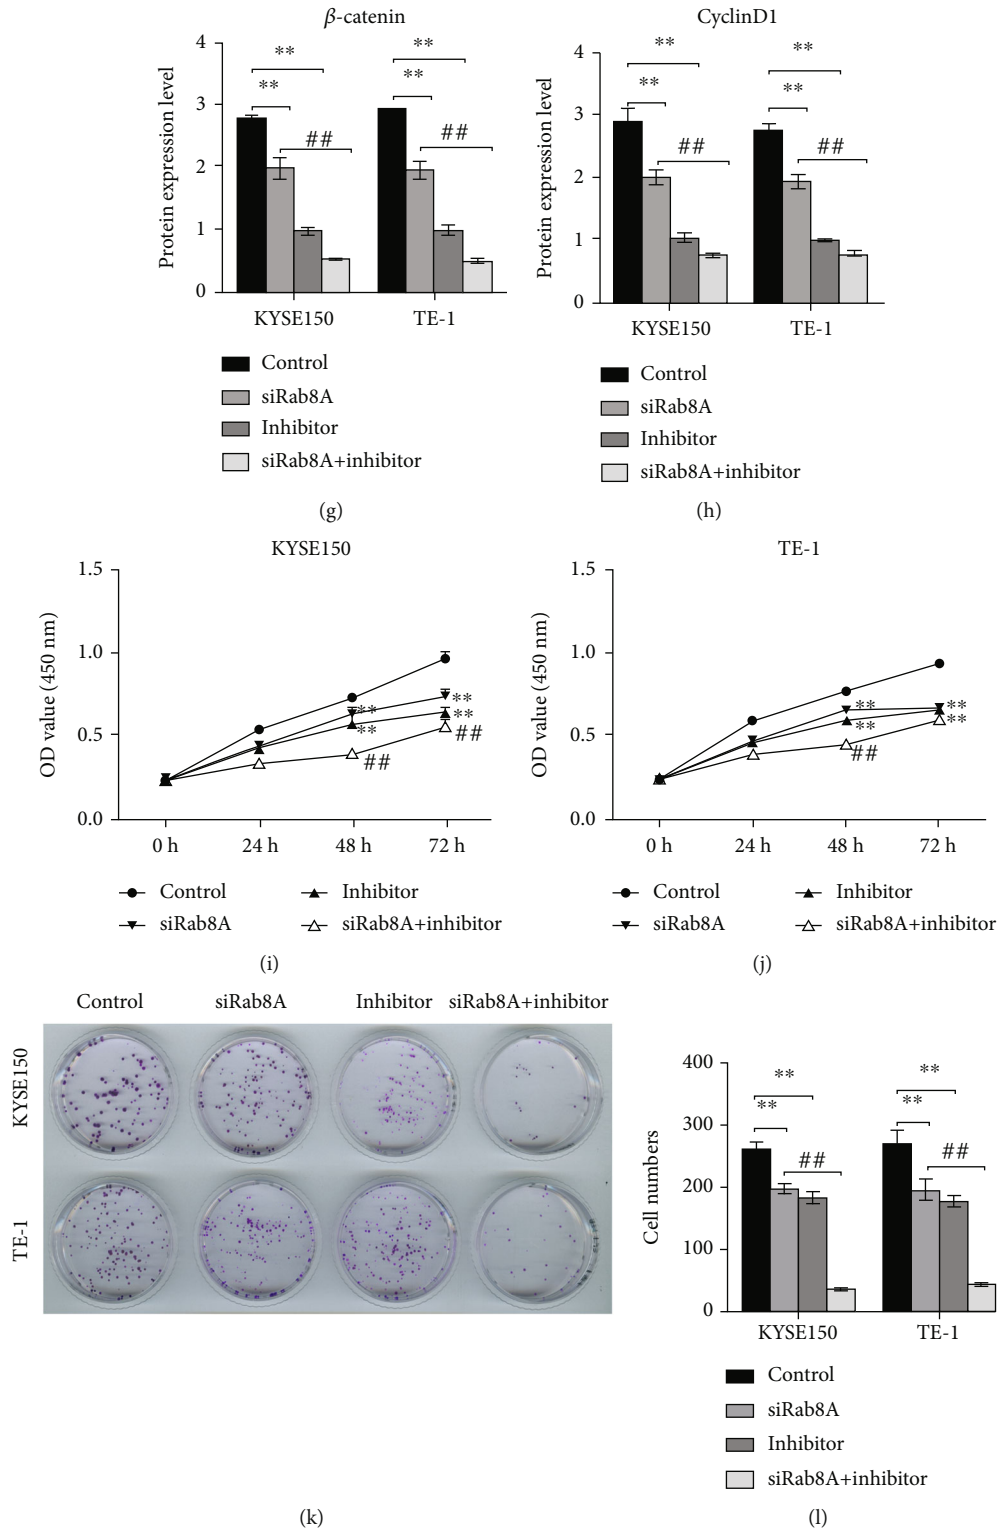 β-catenin
Protein expression level
4
3
2
1
0
**
**
**
**
##
##
KYSE150
TE-1
Control
siRab8A
Inhibitor
siRab8A+inhibitor
(g)
CyclinD1
Protein expression level
4
3
2
1
0
**
**
**
**
##
##
KYSE150
TE-1
Control
siRab8A
Inhibitor
siRab8A+inhibitor
(h)
KYSE150
OD value (450 nm)
1.5
1.0
0.5
0.0
**
**
**
**
##
##
0 h 24 h 48 h 72 h
Control
Inhibitor
siRab8A
siRab8A+inhibitor
(i)
TE-1
OD value (450 nm)
1.5
1.0
0.5
0.0
**
**
**
**
##
0 h 24 h 48 h 72 h
Control
Inhibitor
siRab8A
siRab8A+inhibitor
(j)
Control siRab8A Inhibitor siRab8A+inhibitor
KYSE150
TE-1
(k)
Cell numbers
400
300
200
100
0
**
**
**
**
##
##
KYSE150
TE-1
Control
siRab8A
Inhibitor
siRab8A+inhibitor
(l)